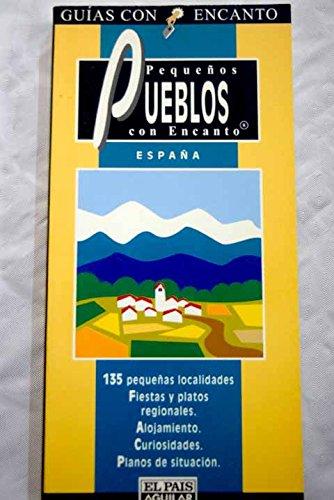 GUÍAS CON ENCANTO
Pequeños
PUEBLOS
con Encanto®
ESPAÑA
135 pequeñas localidades
Fiestas y platos
regionales.
Alojamiento.
Curiosidades.
Planos de situación.
EL PAIS
AGUILAR